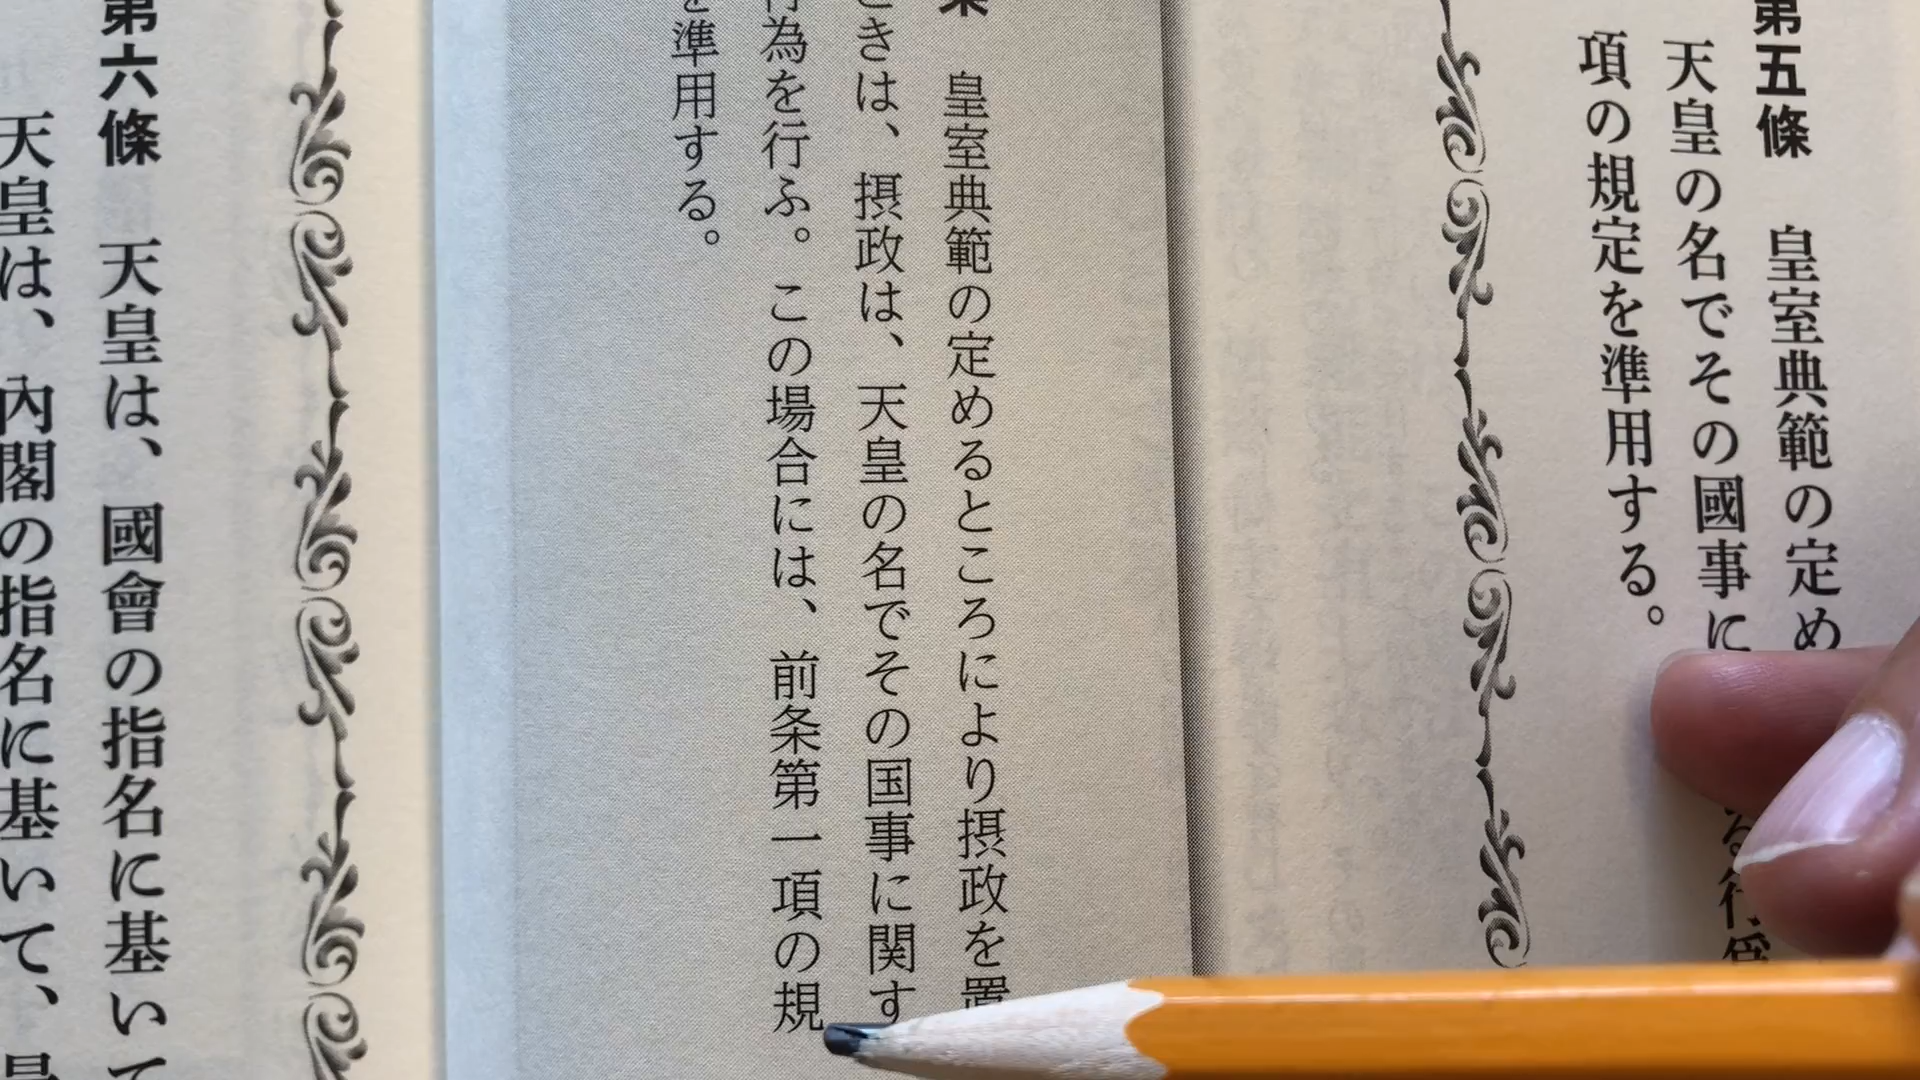 第五條　皇室典範の定め
天皇の名でその國事に
項の規定を準用する。
皇室典範の定めるところにより摂政を置
きは、摂政は、天皇の名でその国事に関す
行為を行ふ。この場合には、前条第一項の規
を準用する。
第六條　天皇は、國會の指名に基いて
天皇は、內閣の指名に基いて、